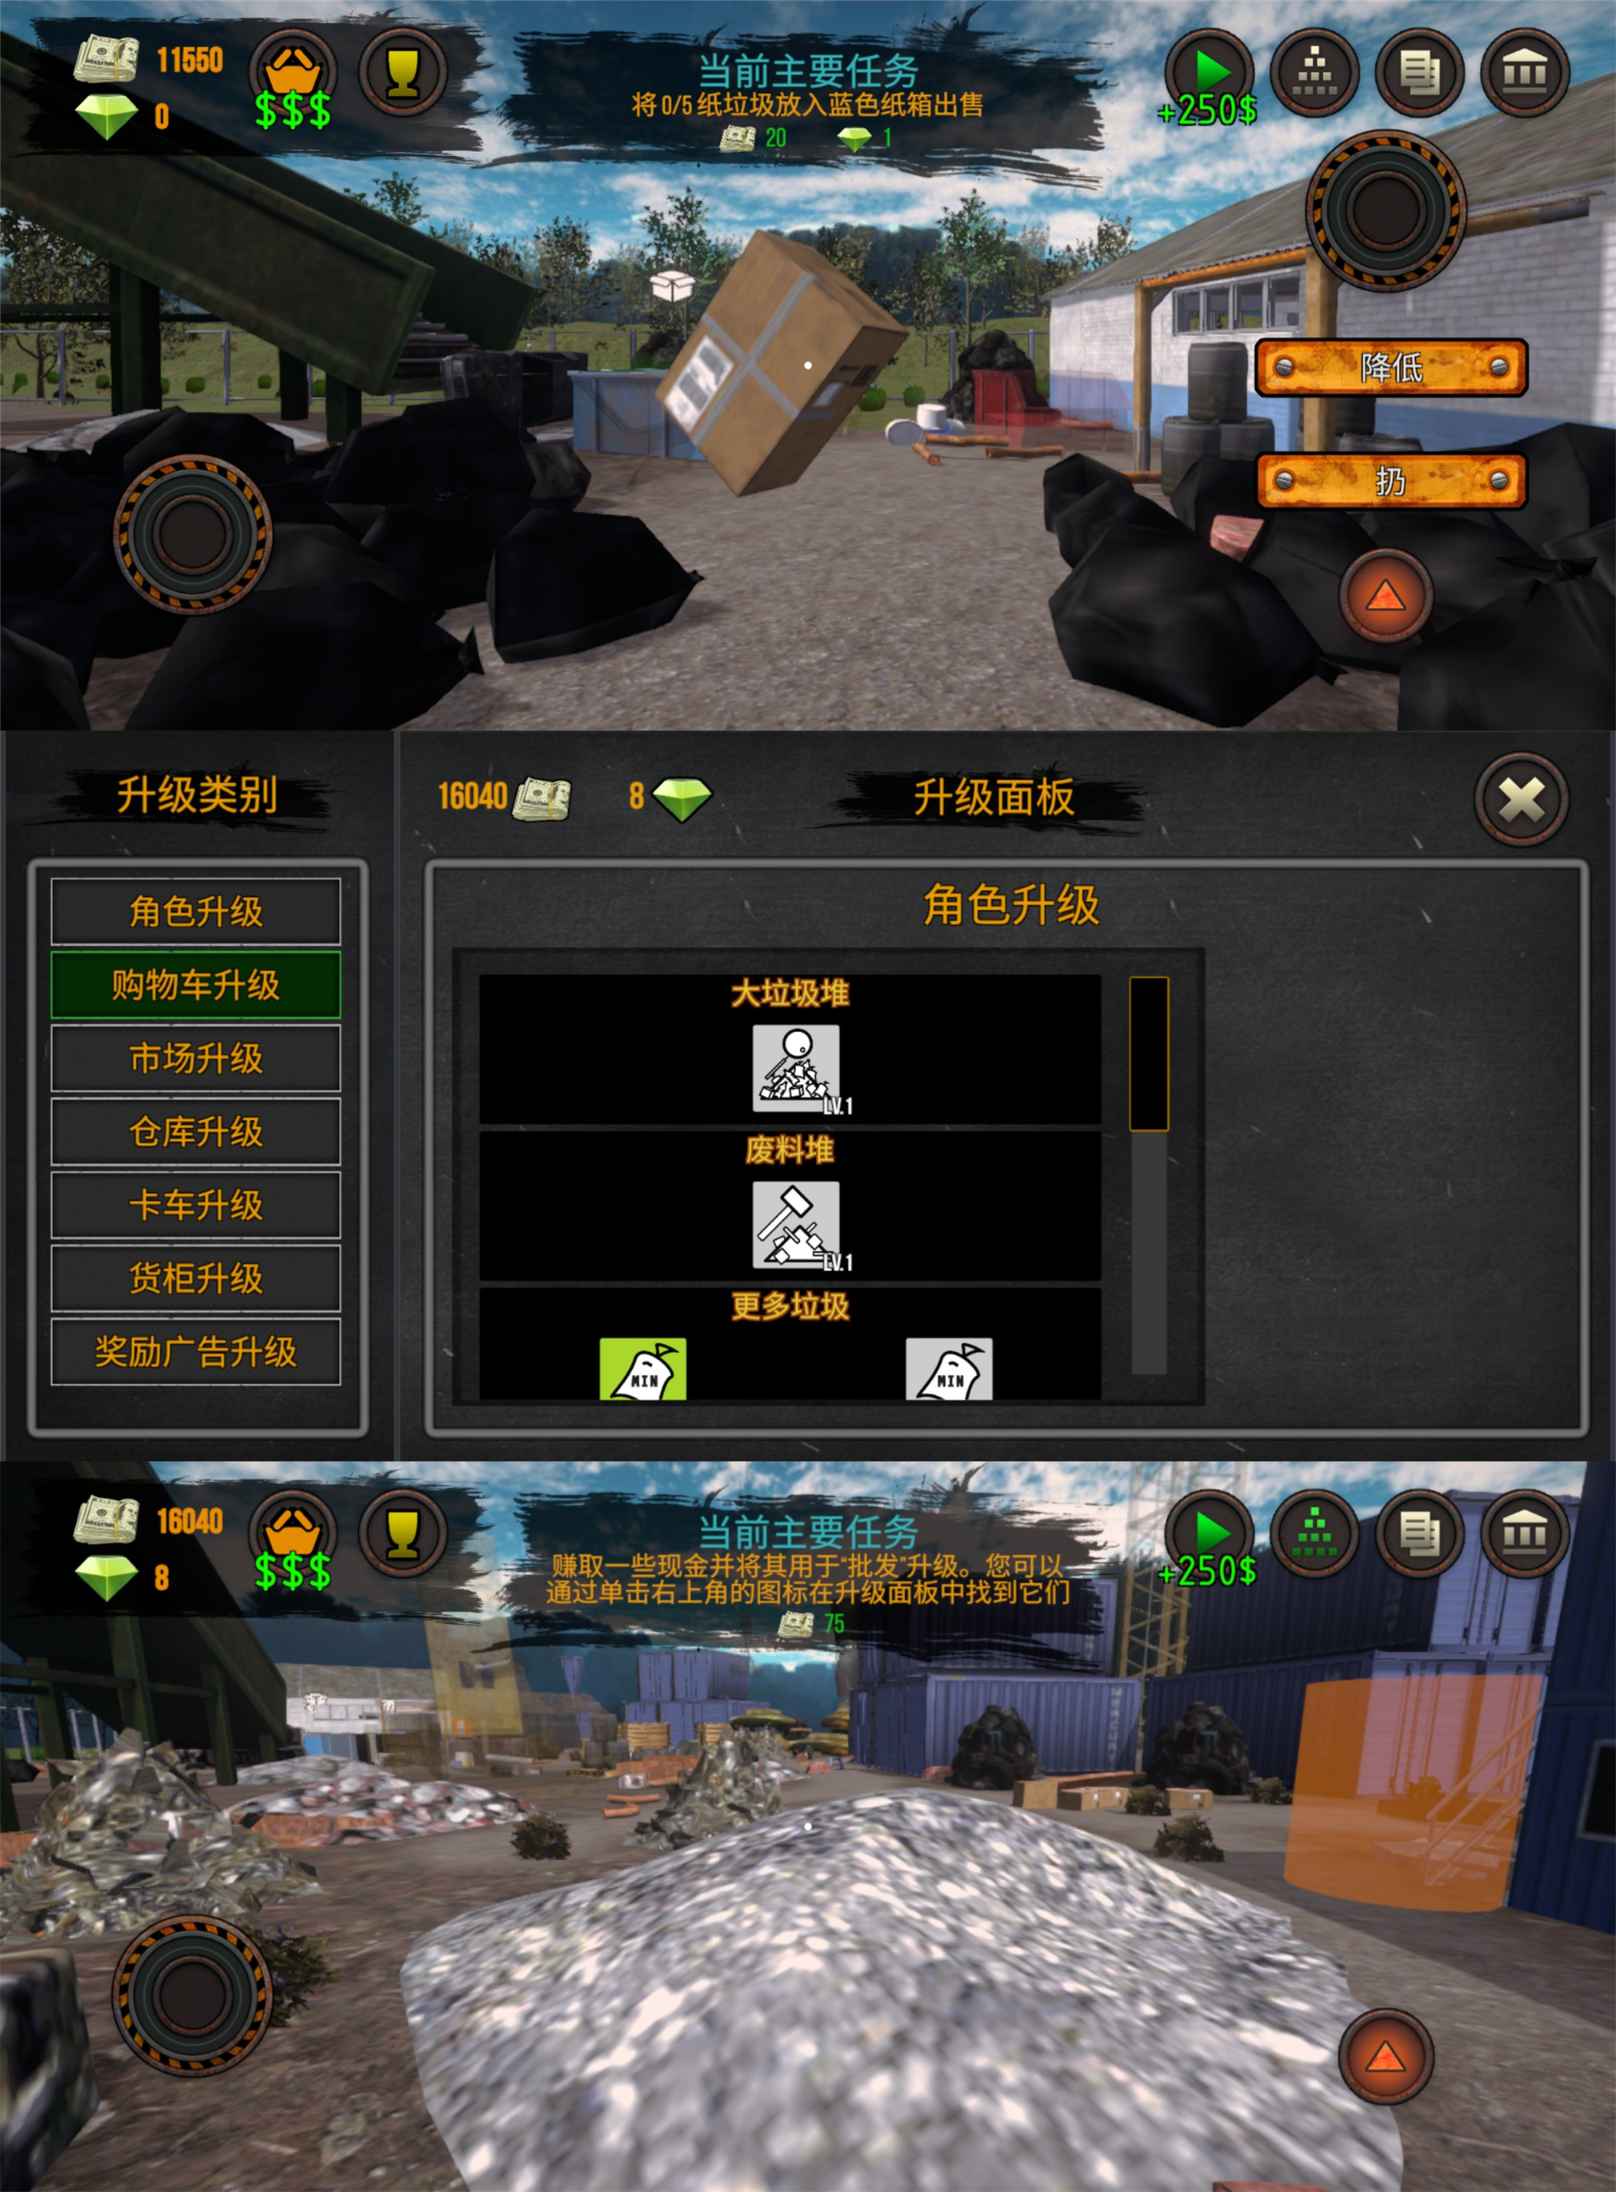 11550
0
$$$
当前主要任务
将 0/5 纸垃圾放入蓝色纸箱出售
20
1
+250$
降低
扔
升级类别
角色升级
购物车升级
市场升级
仓库升级
卡车升级
货柜升级
奖励广告升级
16040
8
升级面板
角色升级
大垃圾堆
LV.1
废料堆
LV.1
更多垃圾
MIN
MIN
16040
8
$$$
当前主要任务
赚取一些现金并将其用于“批发”升级。您可以
通过单击右上角的图标在升级面板中找到它们
75
+250$